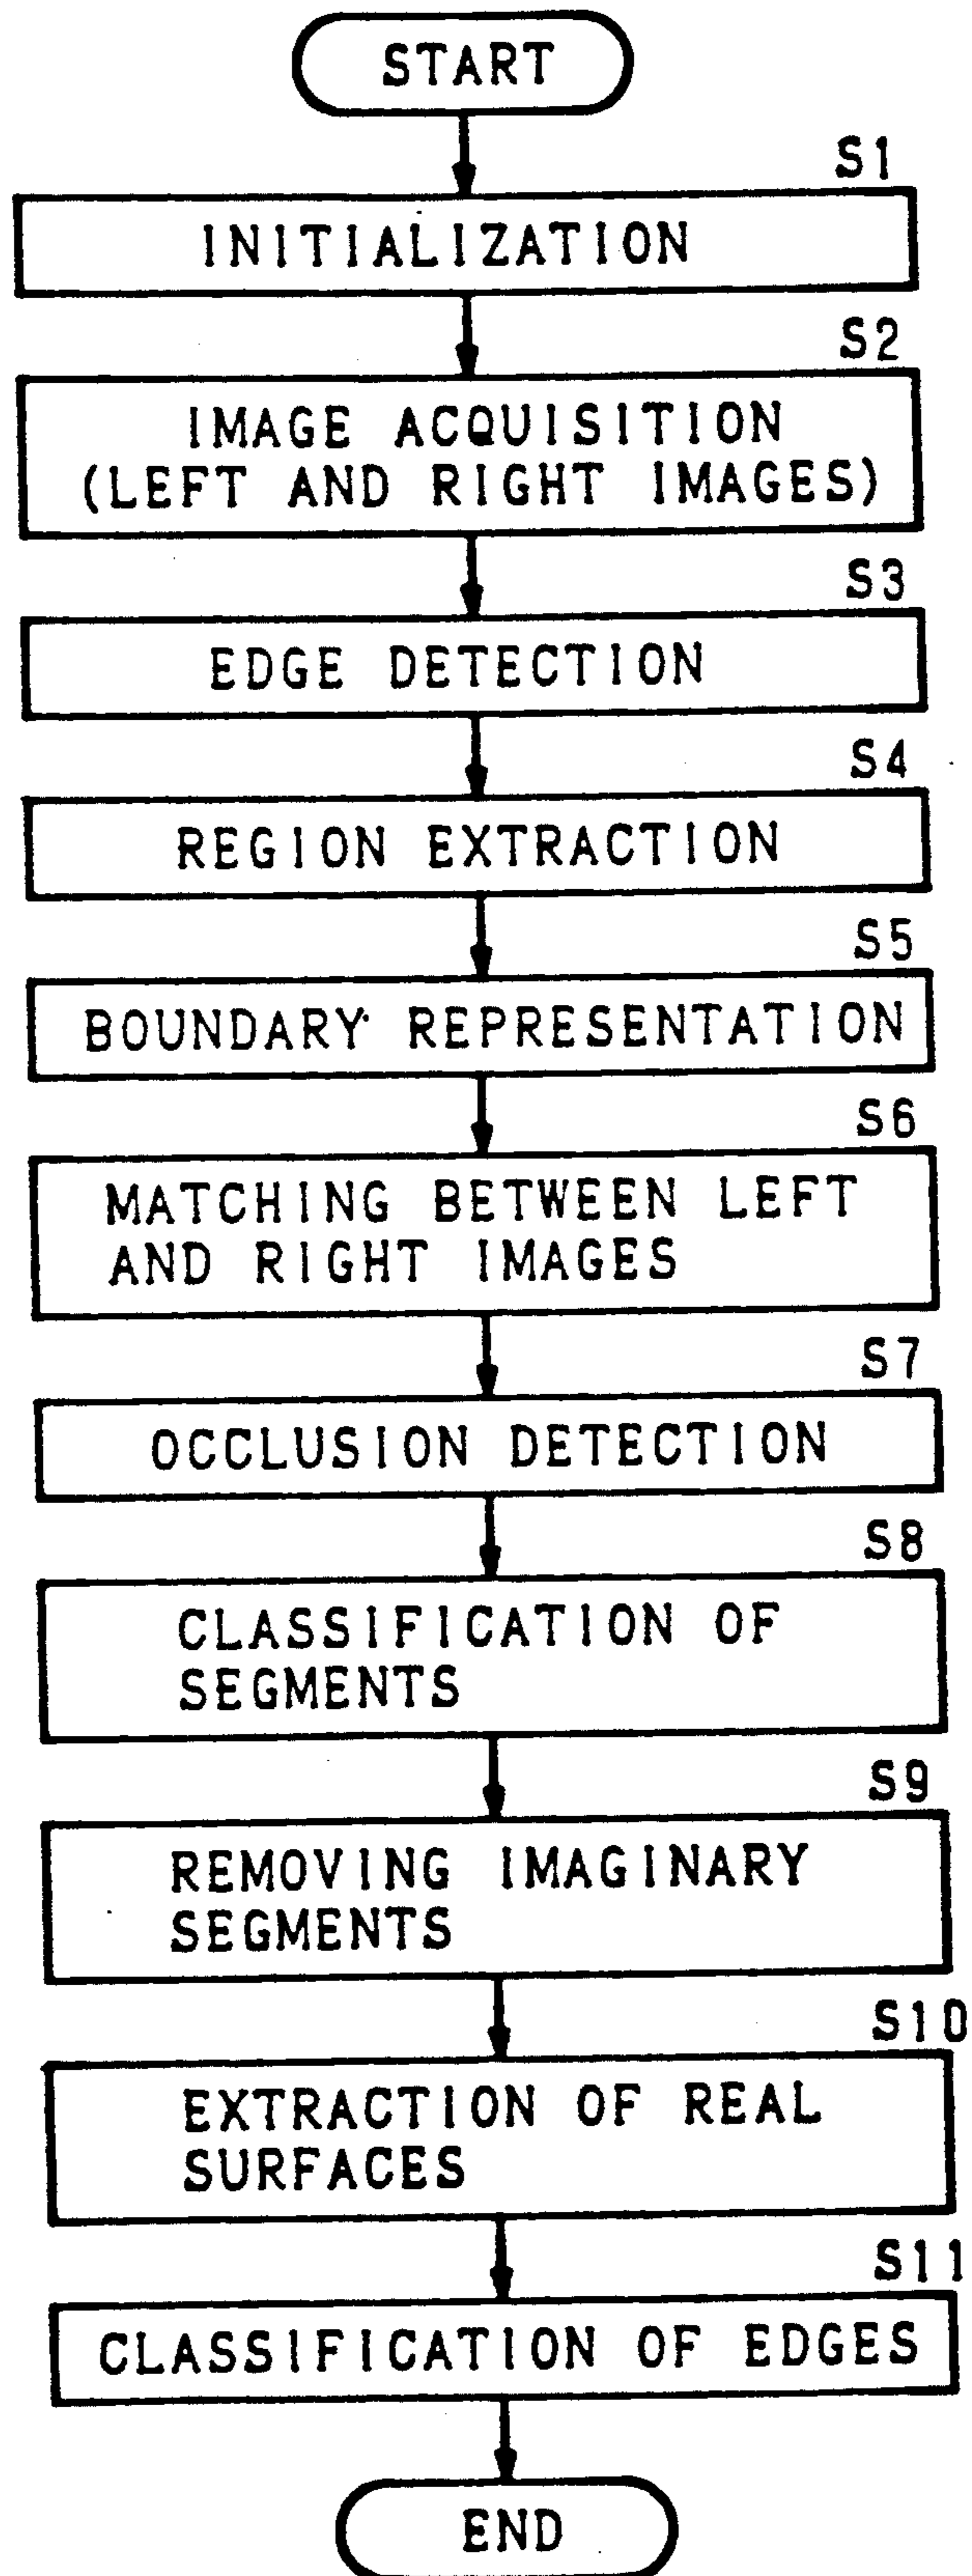 START
S1
INITIALIZATION
S2
IMAGE ACQUISITION
(LEFT AND RIGHT IMAGES)
S3
EDGE DETECTION
S4
REGION EXTRACTION
S5
BOUNDARY REPRESENTATION
S6
MATCHING BETWEEN LEFT
AND RIGHT IMAGES
S7
OCCLUSION DETECTION
S8
CLASSIFICATION OF
SEGMENTS
S9
REMOVING IMAGINARY
SEGMENTS
S10
EXTRACTION OF REAL
SURFACES
S11
CLASSIFICATION OF EDGES
END